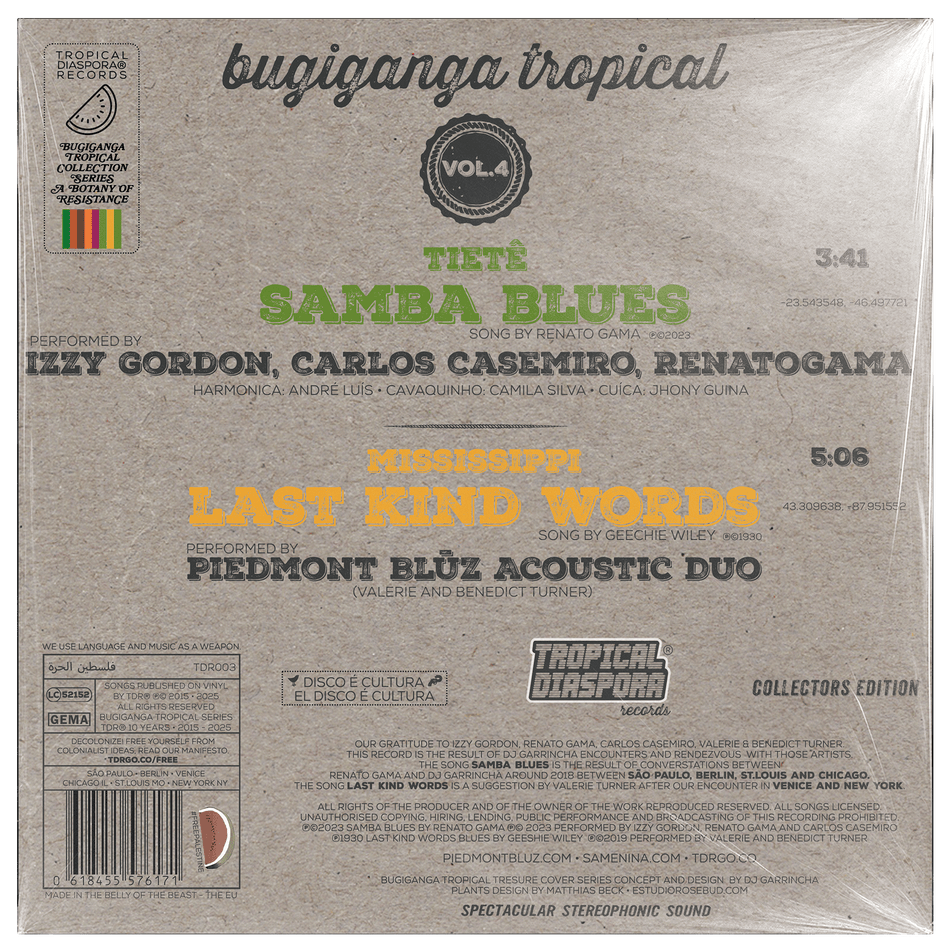 TROPICAL
DIASPORA®
RECORDS
BUGIGANGA
TROPICAL
COLLECTION
SERIES
A BOTANY OF
RESISTANCE
bugiganga tropical
VOL.4
TIETÊ
3:41
SAMBA BLUES
-23.543548, -46.497721
SONG BY RENATO GAMA ℗©2023
PERFORMED BY
IZZY GORDON, CARLOS CASEMIRO, RENATOGAMA
HARMONICA: ANDRÉ LUÍS • CAVAQUINHO: CAMILA SILVA • CUÍCA: JHONY GUINA
MISSISSIPPI
5:06
LAST KIND WORDS
43.309638, -87.951552
SONG BY GEECHIE WILEY ℗©1930
PERFORMED BY
PIEDMONT BLŪZ ACOUSTIC DUO
(VALERIE AND BENEDICT TURNER)
WE USE LANGUAGE AND MUSIC AS A WEAPON
فلسطين الحرة
TDR003
LC 52152
GEMA
SONGS PUBLISHED ON VINYL
BY TDR® ℗© 2015 • 2025
ALL RIGHTS RESERVED
BUGIGANGA TROPICAL SERIES
TDR® 10 YEARS • 2015 - 2025
DECOLONIZE! FREE YOURSELF FROM
COLONIALIST IDEAS, READ OUR MANIFESTO
• TDRGO.CO/FREE
SÃO PAULO • BERLIN • VENICE
CHICAGO IL • ST.LOUIS MO • NEW YORK NY
#FREEPALESTINE
0 618455 576171
MADE IN THE BELLY OF THE BEAST - THE EU
DISCO É CULTURA
EL DISCO É CULTURA
TROPICAL
DIASPORA
®
records
COLLECTORS EDITION
OUR GRATITUDE TO IZZY GORDON, RENATO GAMA, CARLOS CASEMIRO, VALERIE & BENEDICT TURNER.
THIS RECORD IS THE RESULT OF DJ GARRINCHA ENCOUNTERS AND RENDEZVOUS WITH THOSE ARTISTS.
THE SONG SAMBA BLUES IS THE RESULT OF CONVERSTATIONS BETWEEN
RENATO GAMA AND DJ GARRINCHA AROUND 2018 BETWEEN SÃO PAULO, BERLIN, ST.LOUIS AND CHICAGO.
THE SONG LAST KIND WORDS IS A SUGGESTION BY VALERIE TURNER AFTER OUR ENCOUNTER IN VENICE AND NEW YORK
ALL RIGHTS OF THE PRODUCER AND OF THE OWNER OF THE WORK REPRODUCED RESERVED. ALL SONGS LICENSED.
UNAUTHORISED COPYING, HIRING, LENDING, PUBLIC PERFORMANCE AND BROADCASTING OF THIS RECORDING PROHIBITED.
℗©2023 SAMBA BLUES BY RENATO GAMA ℗© 2023 PERFORMED BY IZZY GORDON, RENATO GAMA AND CARLOS CASEMIRO
℗1930 LAST KIND WORDS BLUES BY GEESHIE WILEY ℗©2019 PERFORMED BY VALERIE AND BENEDICT TURNER
PIEDMONTBLUZ.COM • SAMENINA.COM • TDRGO.CO
BUGIGANGA TROPICAL TRESURE COVER SERIES CONCEPT AND DESIGN: BY DJ GARRINCHA
PLANTS DESIGN BY MATTHIAS BECK • ESTUDIOROSEBUD.COM
SPECTACULAR STEREOPHONIC SOUND